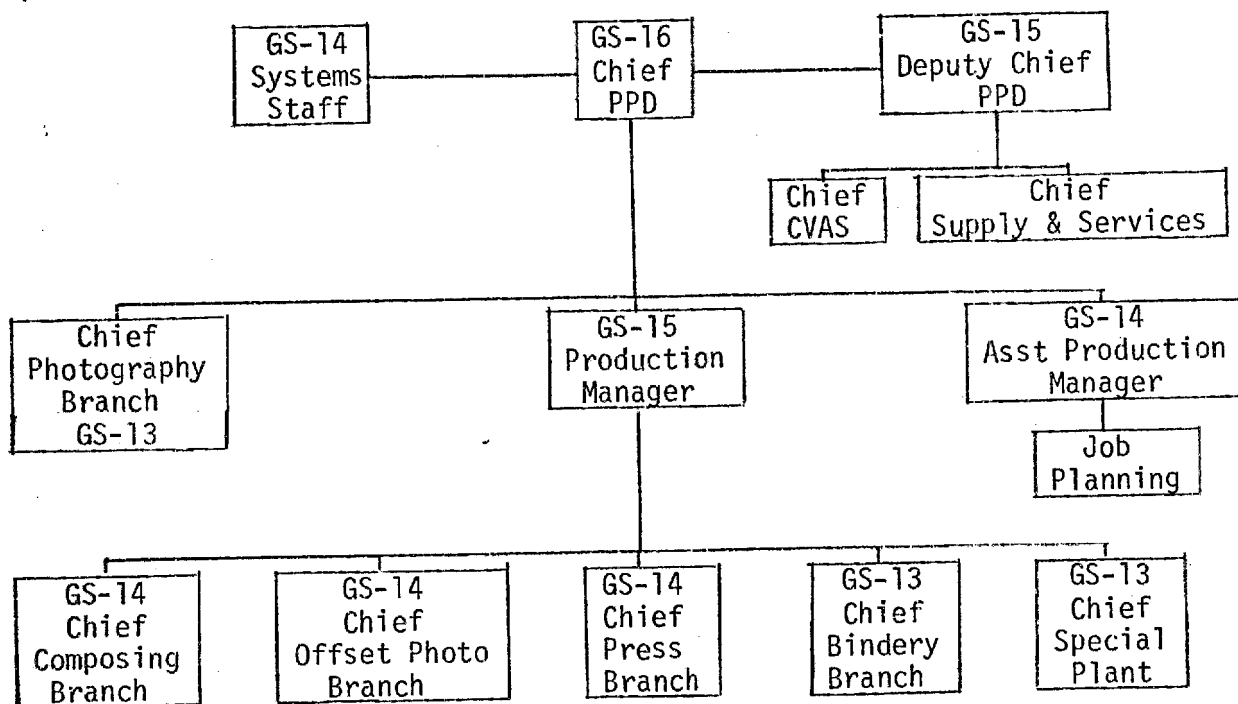 GS-14
Systems
Staff
GS-16
Chief
PPD
GS-15
Deputy Chief
PPD
Chief
CVAS
Chief
Supply & Services
Chief
Photography
Branch
GS-13
GS-15
Production
Manager
GS-14
Asst Production
Manager
Job
Planning
GS-14
Chief
Composing
Branch
GS-14
Chief
Offset Photo
Branch
GS-14
Chief
Press
Branch
GS-13
Chief
Bindery
Branch
GS-13
Chief
Special
Plant